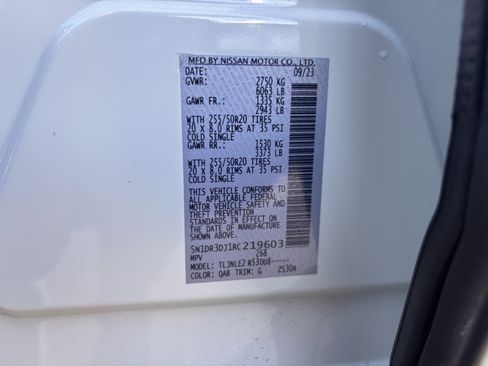 MFD BY NISSAN MOTOR CO., LTD.
DATE: 09/23
GVWR: 2750 KG
6063 LB
GAWR FR: 1335 KG
2943 LB
WITH 255/50R20 TIRES
20 X 8.0 RIMS AT 35 PSI
COLD SINGLE
GAWR RR: 1530 KG
3373 LB
WITH 255/50R20 TIRES
20 X 8.0 RIMS AT 35 PSI
COLD SINGLE
THIS VEHICLE CONFORMS TO
ALL APPLICABLE FEDERAL
MOTOR VEHICLE SAFETY AND
THEFT PREVENTION
STANDARDS IN EFFECT ON
THE DATE OF MANUFACTURE
SHOWN ABOVE.
5N1DR3DJ1RC219603
MPV 268
MODEL:
COLOR: QAB TRIM: G ZS30A